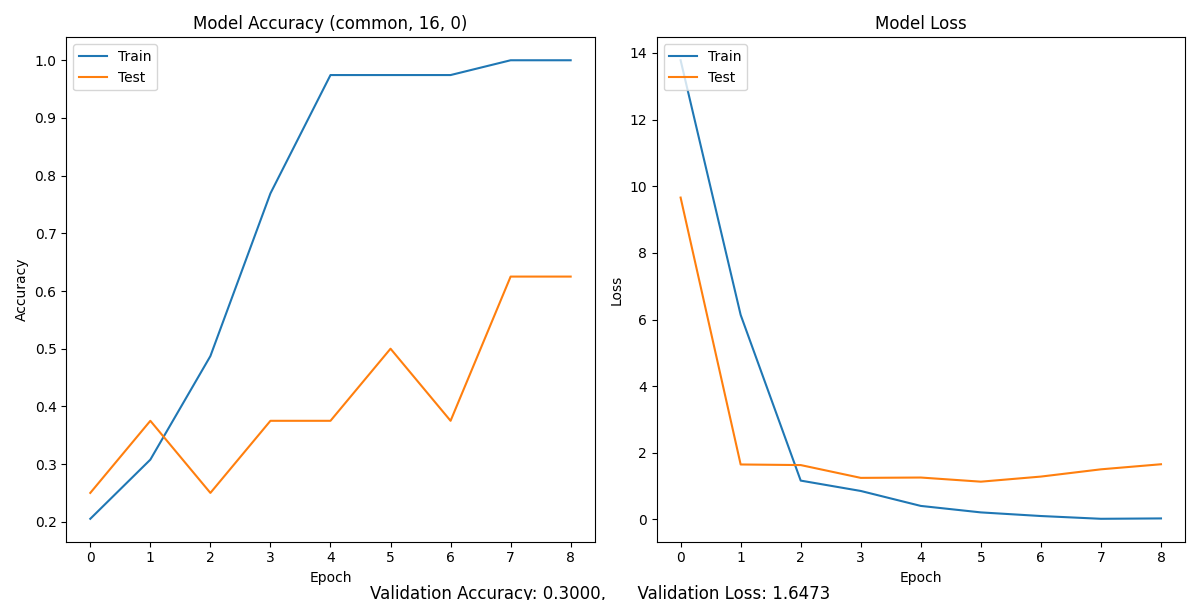 Model Accuracy (common, 16, 0)
Train
Test
1.0
0.9
0.8
0.7
0.6
0.5
0.4
0.3
0.2
Accuracy
0 1 2 3 4 5 6 7 8
Epoch
Model Loss
Train
Test
14
12
10
8
6
4
2
0
Loss
0 1 2 3 4 5 6 7 8
Epoch
Validation Accuracy: 0.3000, Validation Loss: 1.6473